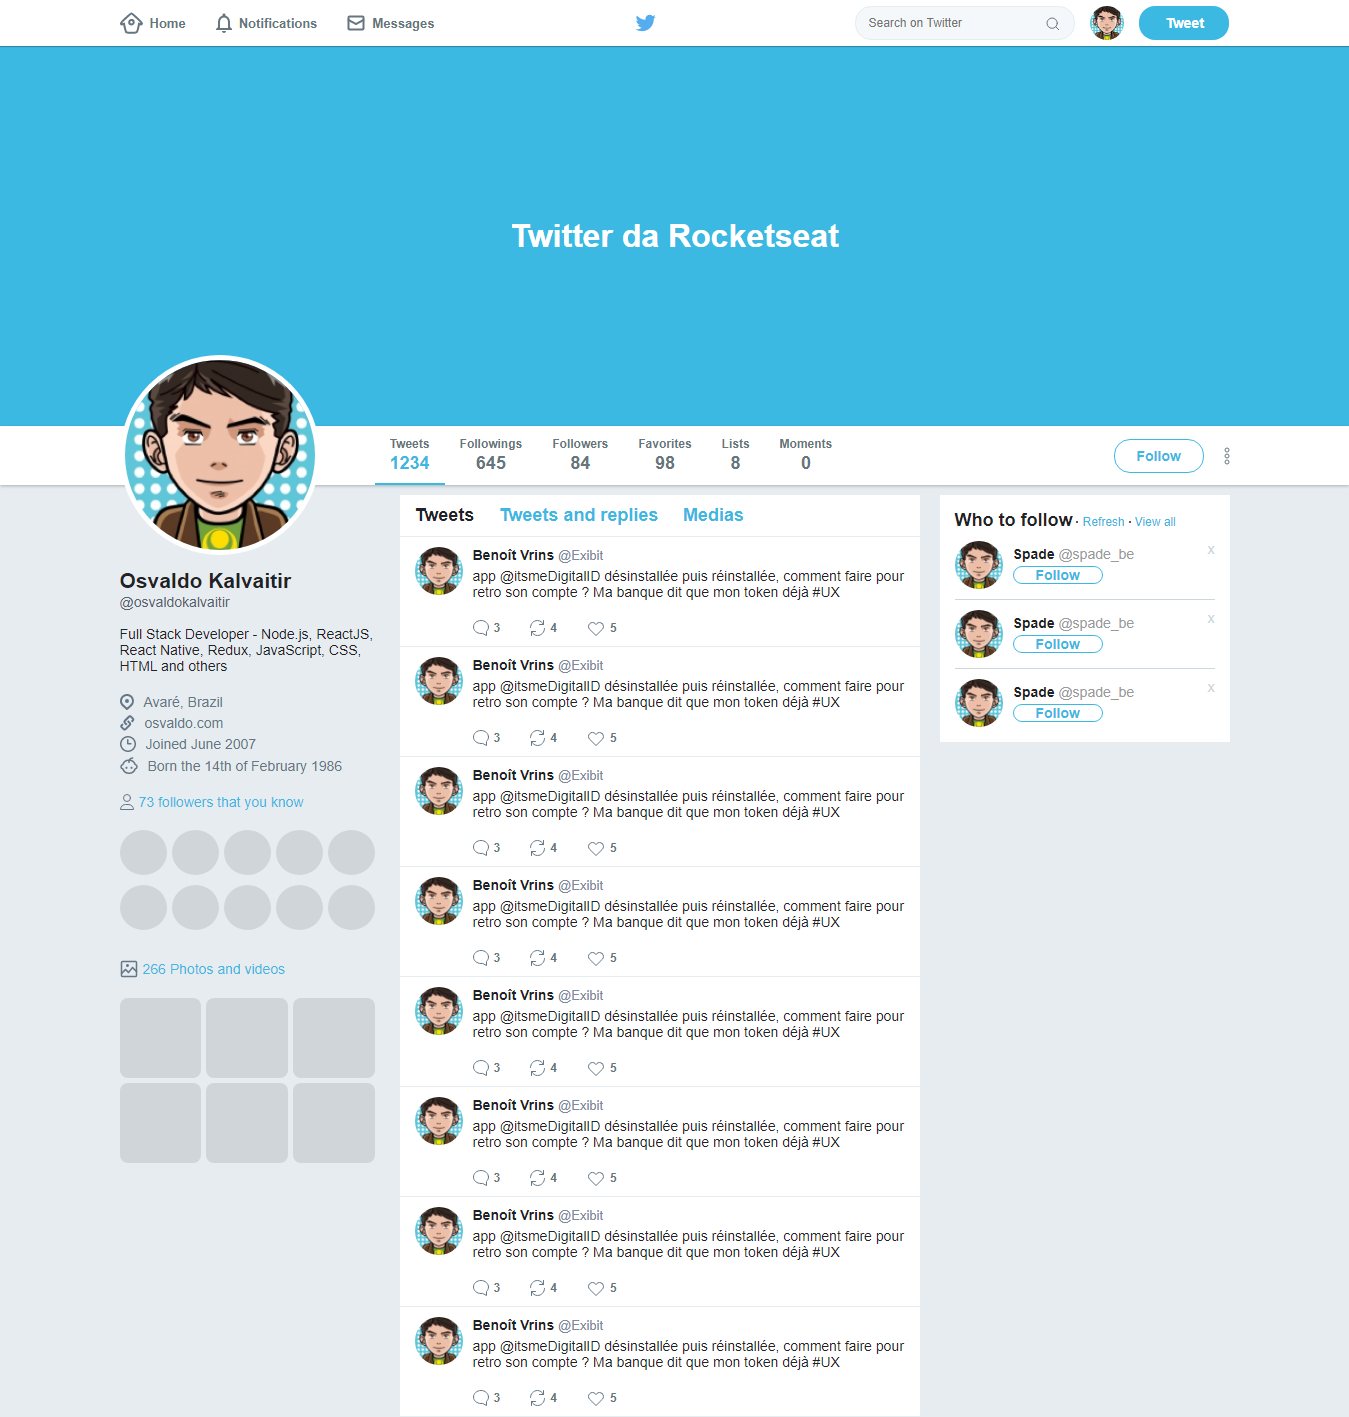 Home Notifications Messages Search on Twitter Tweet
Twitter da Rocketseat
Tweets Followings Followers Favorites Lists Moments
1234 645 84 98 8 0
Follow
Osvaldo Kalvaitir
@osvaldokalvaitir
Full Stack Developer - Node.js, ReactJS,
React Native, Redux, JavaScript, CSS,
HTML and others
Avaré, Brazil
osvaldo.com
Joined June 2007
Born the 14th of February 1986
73 followers that you know
266 Photos and videos
Tweets Tweets and replies Medias
Benoît Vrins @Exibit
app @itsmeDigitalID désinstallée puis réinstallée, comment faire pour
retro son compte ? Ma banque dit que mon token déjà #UX
3 4 5
Benoît Vrins @Exibit
app @itsmeDigitalID désinstallée puis réinstallée, comment faire pour
retro son compte ? Ma banque dit que mon token déjà #UX
3 4 5
Benoît Vrins @Exibit
app @itsmeDigitalID désinstallée puis réinstallée, comment faire pour
retro son compte ? Ma banque dit que mon token déjà #UX
3 4 5
Benoît Vrins @Exibit
app @itsmeDigitalID désinstallée puis réinstallée, comment faire pour
retro son compte ? Ma banque dit que mon token déjà #UX
3 4 5
Benoît Vrins @Exibit
app @itsmeDigitalID désinstallée puis réinstallée, comment faire pour
retro son compte ? Ma banque dit que mon token déjà #UX
3 4 5
Benoît Vrins @Exibit
app @itsmeDigitalID désinstallée puis réinstallée, comment faire pour
retro son compte ? Ma banque dit que mon token déjà #UX
3 4 5
Benoît Vrins @Exibit
app @itsmeDigitalID désinstallée puis réinstallée, comment faire pour
retro son compte ? Ma banque dit que mon token déjà #UX
3 4 5
Benoît Vrins @Exibit
app @itsmeDigitalID désinstallée puis réinstallée, comment faire pour
retro son compte ? Ma banque dit que mon token déjà #UX
3 4 5
Who to follow · Refresh · View all
Spade @spade_be x
Follow
Spade @spade_be x
Follow
Spade @spade_be x
Follow